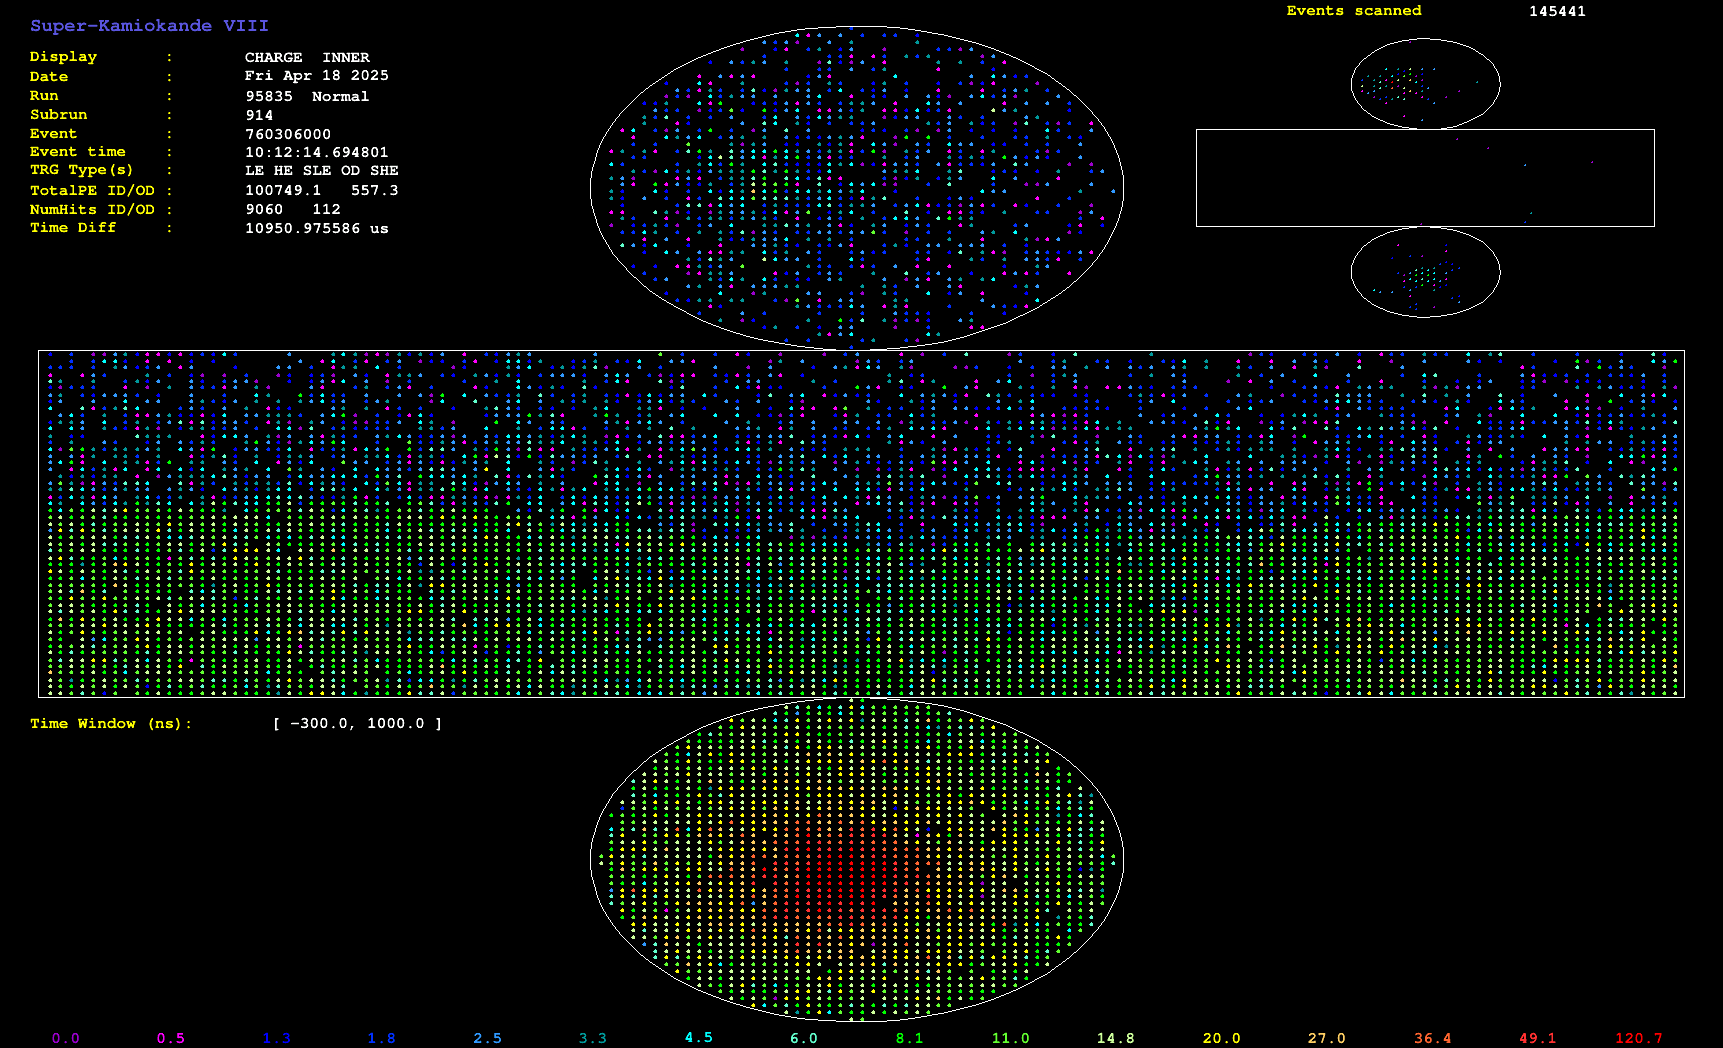 Super-Kamiokande VIII
Events scanned 145441
Display : CHARGE INNER
Date : Fri Apr 18 2025
Run : 95835 Normal
Subrun : 914
Event : 760306000
Event time : 10:12:14.694801
TRG Type(s) : LE HE SLE OD SHE
TotalPE ID/OD : 100749.1 557.3
NumHits ID/OD : 9060 112
Time Diff : 10950.975586 us
Time Window (ns): [ -300.0, 1000.0 ]
0.0 0.5 1.3 1.8 2.5 3.3 4.5 6.0 8.1 11.0 14.8 20.0 27.0 36.4 49.1 120.7